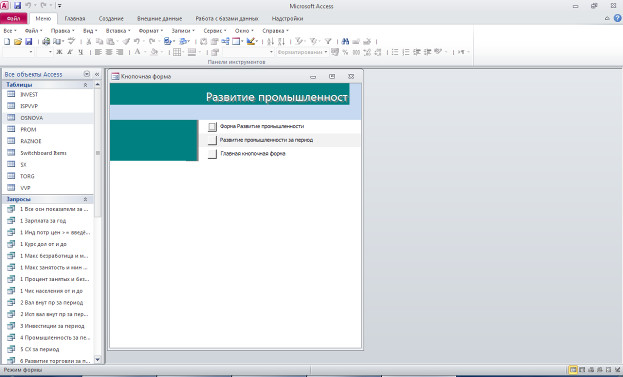 Microsoft Access
Файл Меню Главная Создание Внешние данные Работа с базами данных Надстройки
Все Файл Правка Вид Вставка Формат Записи Сервис Окно Справка
Форматировании
Ж К Ч
Панели инструментов
Все объекты Access
Таблицы
INVEST
ISPVVP
OSNOVA
PROM
RAZNOE
Switchboard Items
SX
TORG
VVP
Запросы
1 Все осн показатели за ...
1 Зарплата за год
1 Инд потр цен >= введе...
1 Курс дол от и до
1 Макс безработица и м...
1 Макс занятость и мин ...
1 Процент занятых и без...
1 Чис населения от и до
2 Вал внут пр за период
2 Исп вал внут пр за пер...
3 Инвестиции за период
4 Промышленность за пе...
5 СХ за период
6 Развитие торговли за п...
Кнопочная форма
Развитие промышленност
Форма Развитие промышленности
Развитие промышленности за период
Главная кнопочная форма
Режим формы